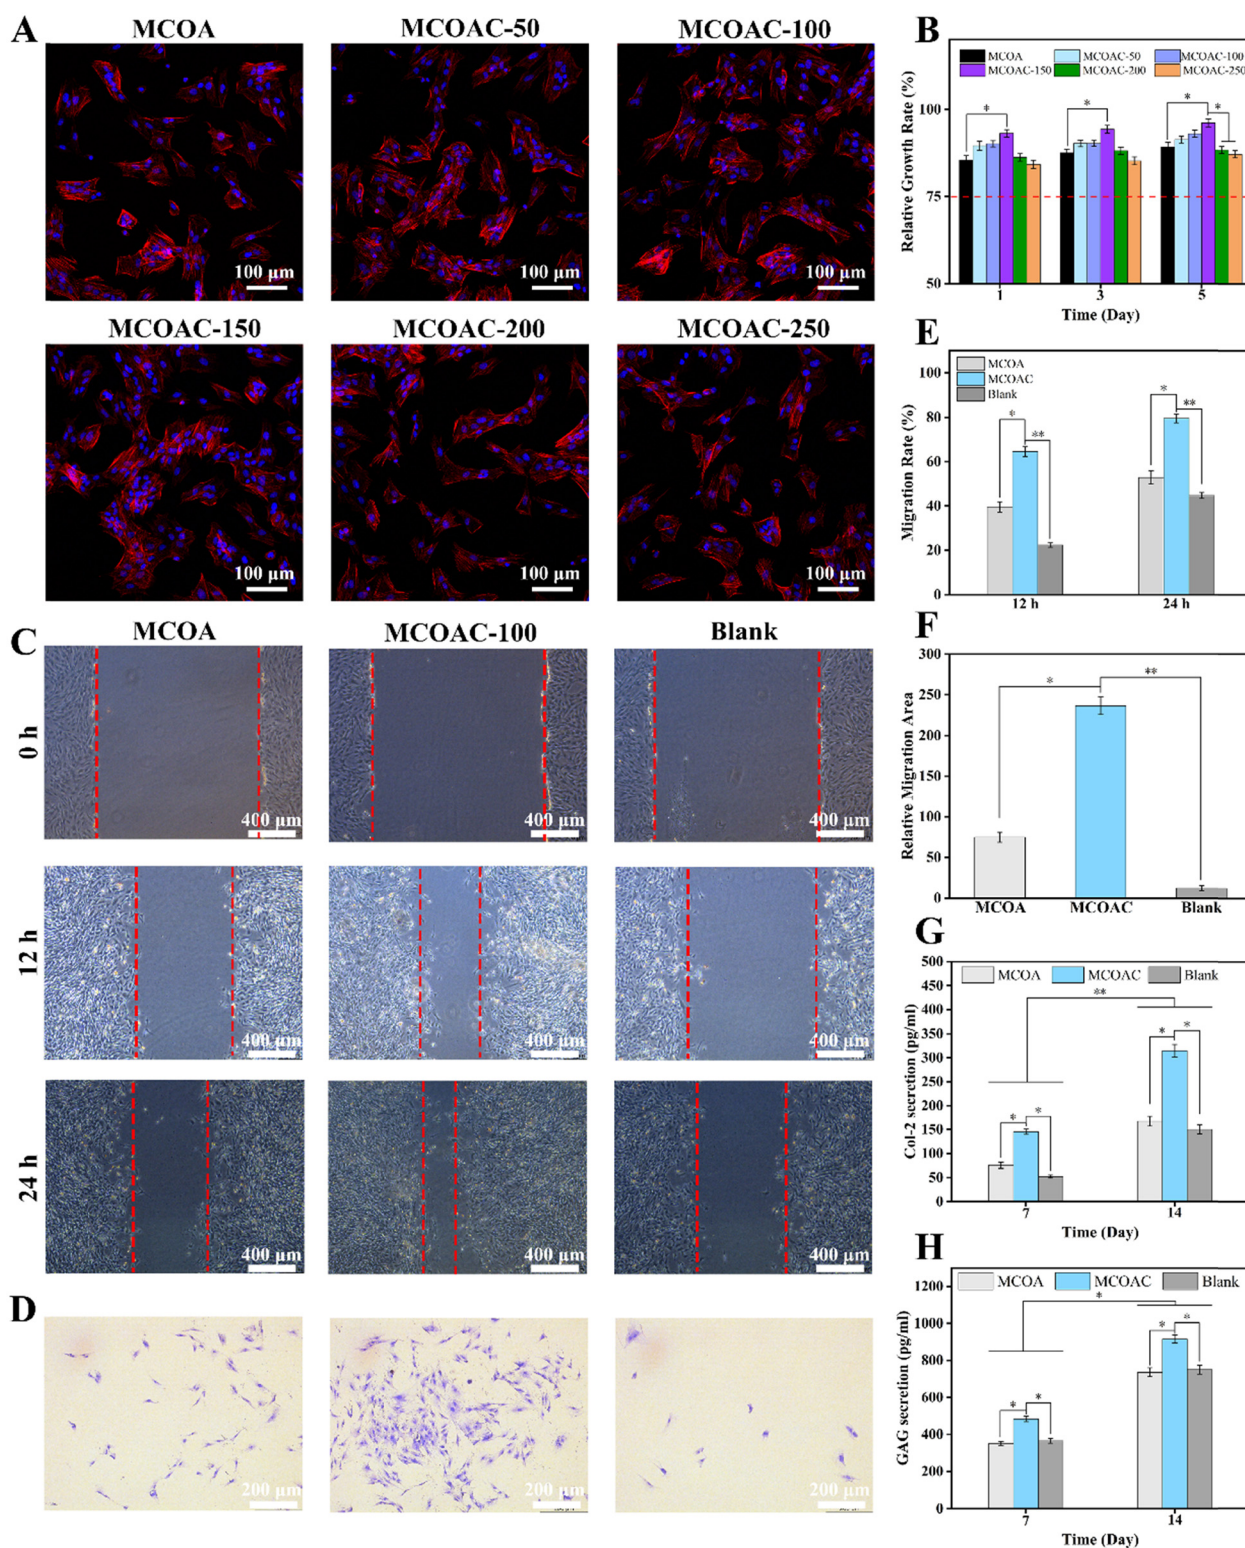 A
MCOA
MCOAC-50
MCOAC-100
100 μm
100 μm
100 μm
MCOAC-150
MCOAC-200
MCOAC-250
100 μm
100 μm
100 μm
B
MCOA
MCOAC-50
MCOAC-100
MCOAC-150
MCOAC-200
MCOAC-250
Relative Growth Rate (%)
100
75
50
*
*
*
*
1
3
5
Time (Day)
C
MCOA
MCOAC-100
Blank
0 h
400 μm
400 μm
400 μm
12 h
400 μm
400 μm
400 μm
24 h
400 μm
400 μm
400 μm
D
200 μm
200 μm
200 μm
E
MCOA
MCOAC
Blank
Migration Rate (%)
100
80
60
40
20
0
*
**
*
**
12 h
24 h
F
Relative Migration Area
300
250
200
150
100
50
0
*
**
MCOA
MCOAC
Blank
G
MCOA
MCOAC
Blank
Col-2 secretion (pg/ml)
500
450
400
350
300
250
200
150
100
50
0
**
*
*
*
*
7
14
Time (Day)
H
MCOA
MCOAC
Blank
GAG secretion (pg/ml)
1200
1000
800
600
400
200
0
*
*
*
*
*
7
14
Time (Day)